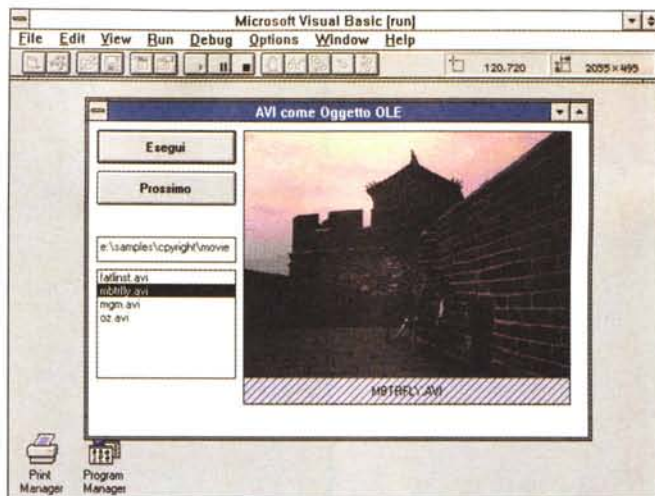 Microsoft Visual Basic [run]
File Edit View Run Debug Options Window Help
120,720 2055×495
AVI come Oggetto OLE
Esegui
Prossimo
e:\samples\cpyright\movie
fatlinst.avi
mbtrfly.avi
mgm.avi
oz.avi
MBTRFLY.AVI
Print Manager
Program Manager